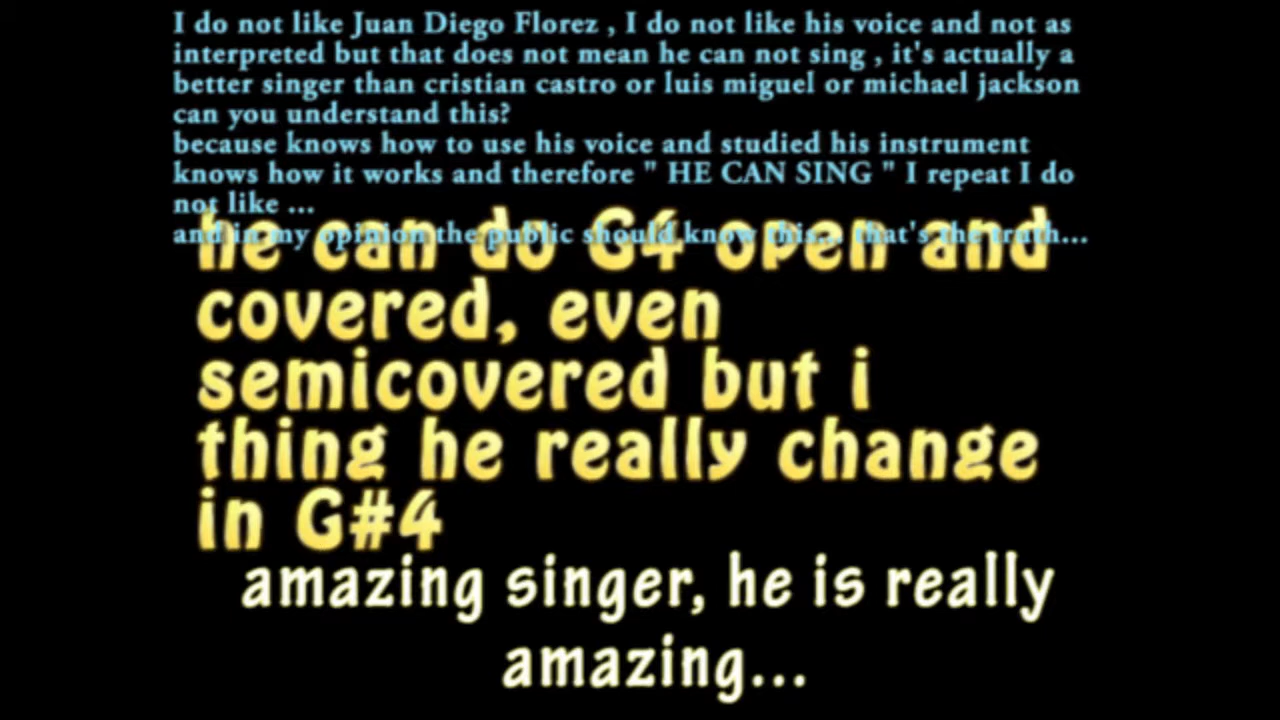 I do not like Juan Diego Florez , I do not like his voice and not as
interpreted but that does not mean he can not sing , it's actually a
better singer than cristian castro or luis miguel or michael jackson
can you understand this?
because knows how to use his voice and studied his instrument
knows how it works and therefore " HE CAN SING " I repeat I do
not like ...
and in my opinion the public should know this... that's the truth...
he can do G4 open and
covered, even
semicovered but i
thing he really change
in G#4
amazing singer, he is really
amazing...